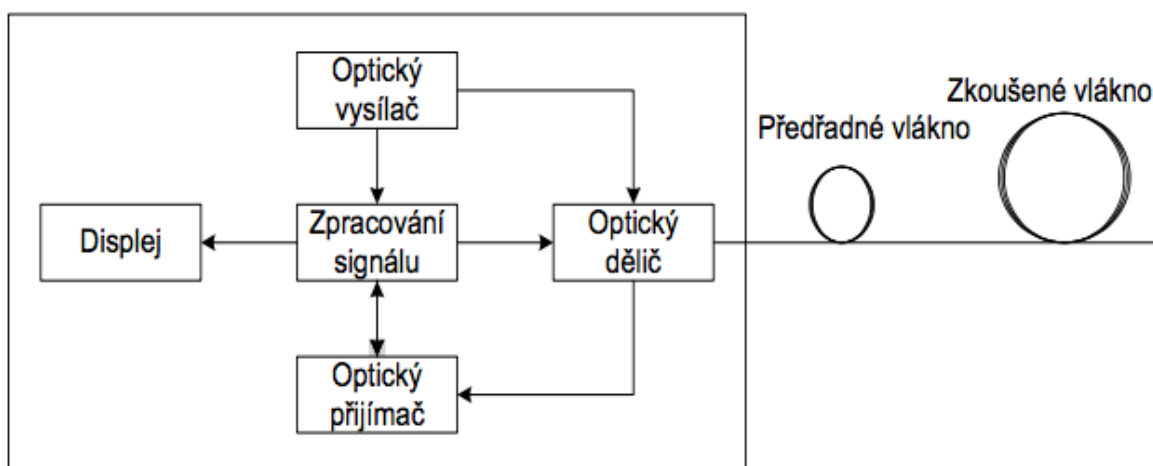 Optický
vysílač
Zkoušené vlákno
Předřadné vlákno
Displej
Zpracování
signálu
Optický
dělič
Optický
přijímač